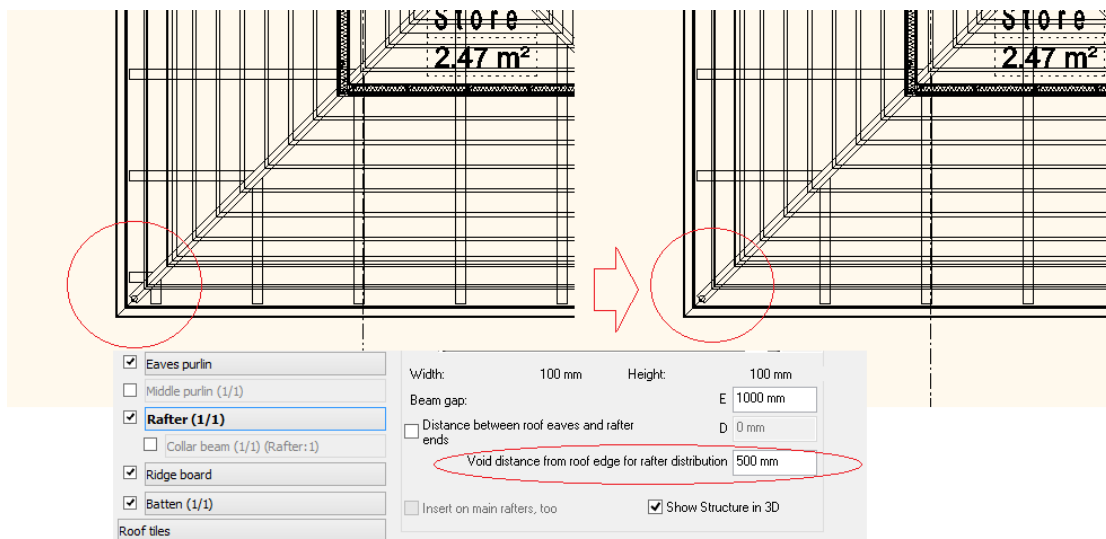 Store
2.47 m²
Store
2.47 m²
Eaves purlin
Middle purlin (1/1)
Rafter (1/1)
Collar beam (1/1) (Rafter:1)
Ridge board
Batten (1/1)
Roof tiles
Width: 100 mm Height: 100 mm
Beam gap: E 1000 mm
Distance between roof eaves and rafter
ends D 0 mm
Void distance from roof edge for rafter distribution 500 mm
Insert on main rafters, too Show Structure in 3D